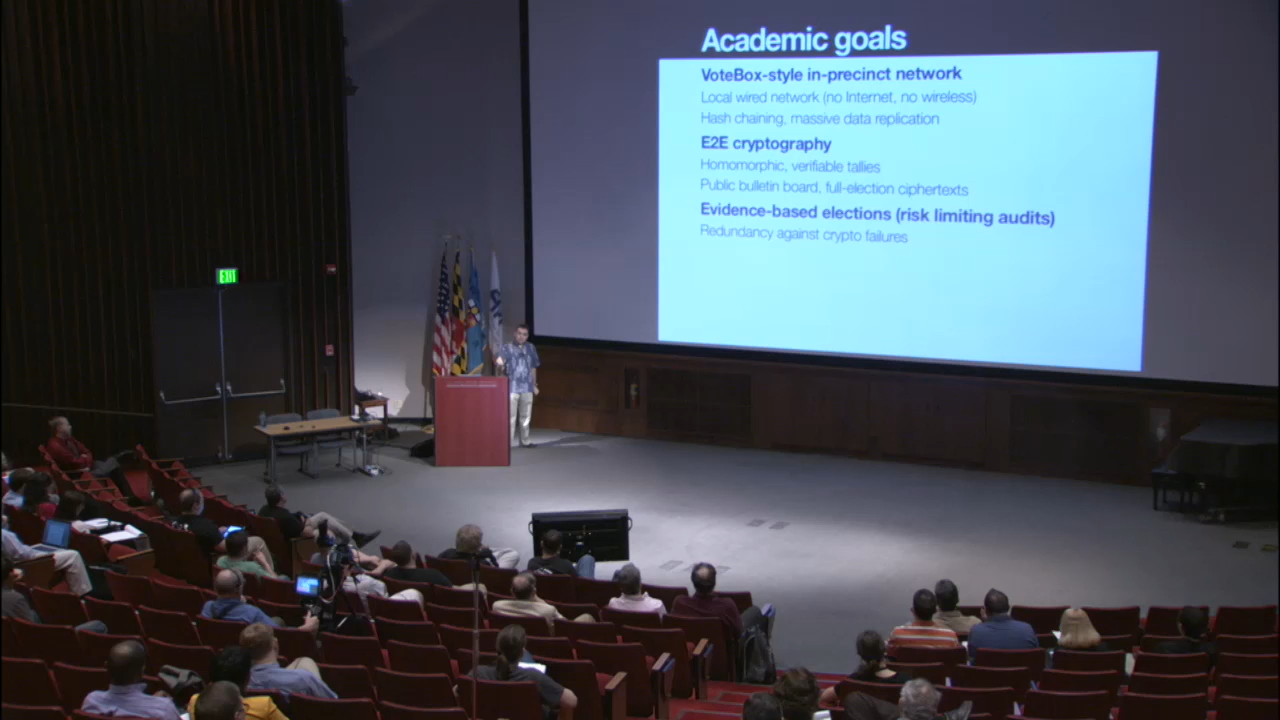 Academic goals
VoteBox-style in-precinct network
Local wired network (no Internet, no wireless)
Hash chaining, massive data replication
E2E cryptography
Homomorphic, verifiable tallies
Public bulletin board, full-election ciphertexts
Evidence-based elections (risk limiting audits)
Redundancy against crypto failures
EXIT